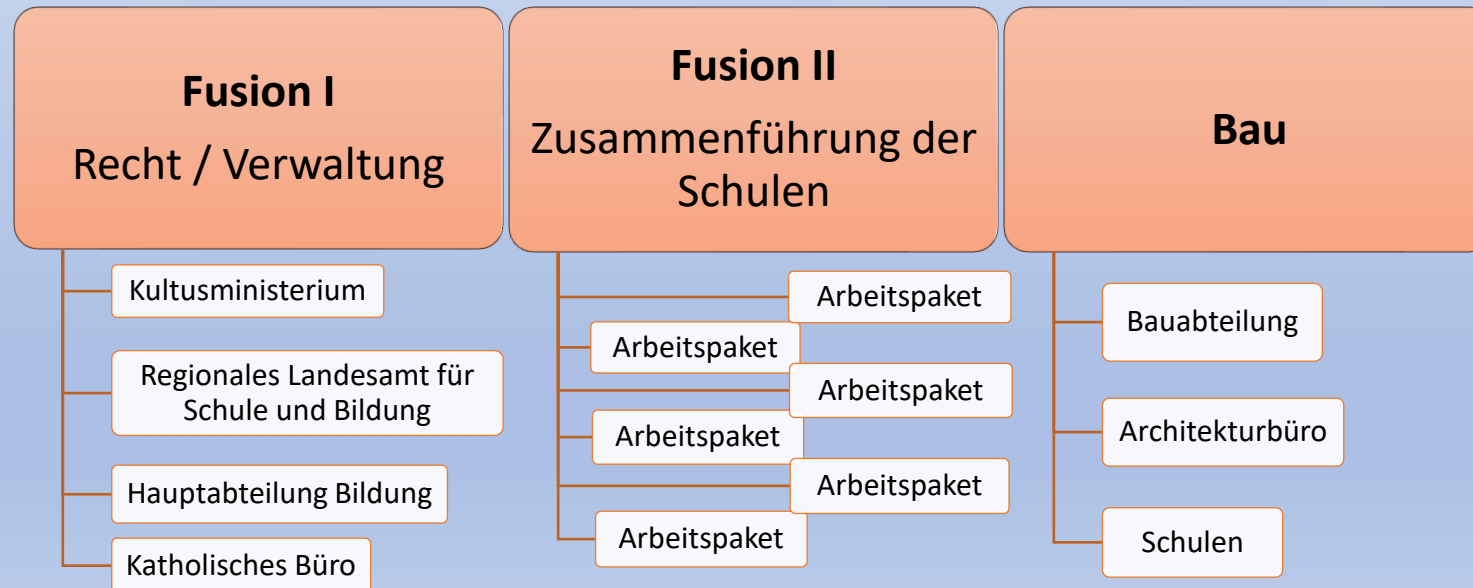 Fusion I
Recht / Verwaltung
Kultusministerium
Regionales Landesamt für
Schule und Bildung
Hauptabteilung Bildung
Katholisches Büro
Fusion II
Zusammenführung der
Schulen
Arbeitspaket
Arbeitspaket
Arbeitspaket
Arbeitspaket
Arbeitspaket
Arbeitspaket
Bau
Bauabteilung
Architekturbüro
Schulen